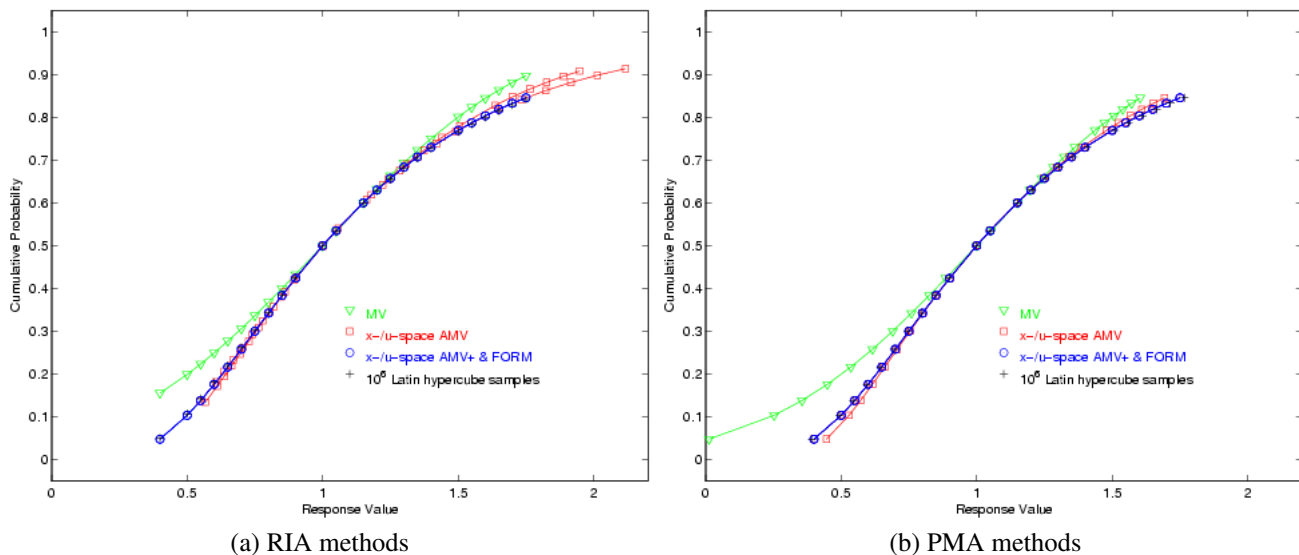 1
0.9
0.8
0.7
0.6
0.5
0.4
0.3
0.2
0.1
0
Cumulative Probability
MV
x-/u-space AMV
x-/u-space AMV+ & FORM
10^6 Latin hypercube samples
0 0.5 1 1.5 2
Response Value
(a) RIA methods
1
0.9
0.8
0.7
0.6
0.5
0.4
0.3
0.2
0.1
0
Cumulative Probability
MV
x-/u-space AMV
x-/u-space AMV+ & FORM
10^6 Latin hypercube samples
0 0.5 1 1.5 2
Response Value
(b) PMA methods